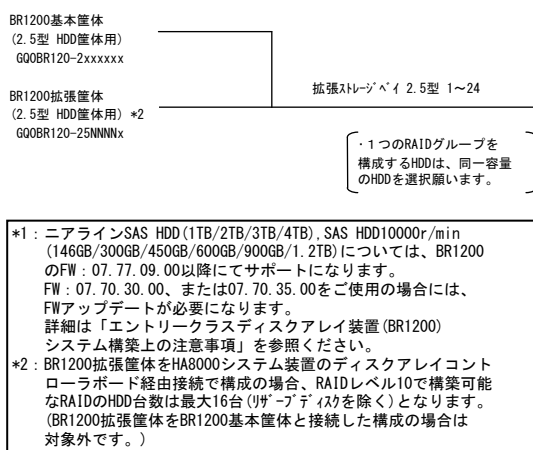 BR1200基本筐体
(2.5型 HDD筐体用)
GQOBR120-2xxxxxx
BR1200拡張筐体
(2.5型 HDD筐体用) *2
GQOBR120-25NNNNx
拡張ｽﾄﾚｰｼﾞﾍﾞｲ 2.5型 1～24
・１つのRAIDグループを
構成するHDDは、同一容量
のHDDを選択願います。
*1：ニアラインSAS HDD(1TB/2TB/3TB/4TB),SAS HDD10000r/min
(146GB/300GB/450GB/600GB/900GB/1.2TB)については、BR1200
のFW：07.77.09.00以降にてサポートになります。
FW：07.70.30.00、または07.70.35.00をご使用の場合には、
FWアップデートが必要になります。
詳細は「エントリークラスディスクアレイ装置(BR1200)
システム構築上の注意事項」を参照ください。
*2：BR1200拡張筐体をHA8000システム装置のディスクアレイコント
ローラボード経由接続で構成の場合、RAIDレベル10で構築可能
なRAIDのHDD台数は最大16台(ﾘｻﾞｰﾌﾞﾃﾞｨｽｸを除く)となります。
(BR1200拡張筐体をBR1200基本筐体と接続した構成の場合は
対象外です。)